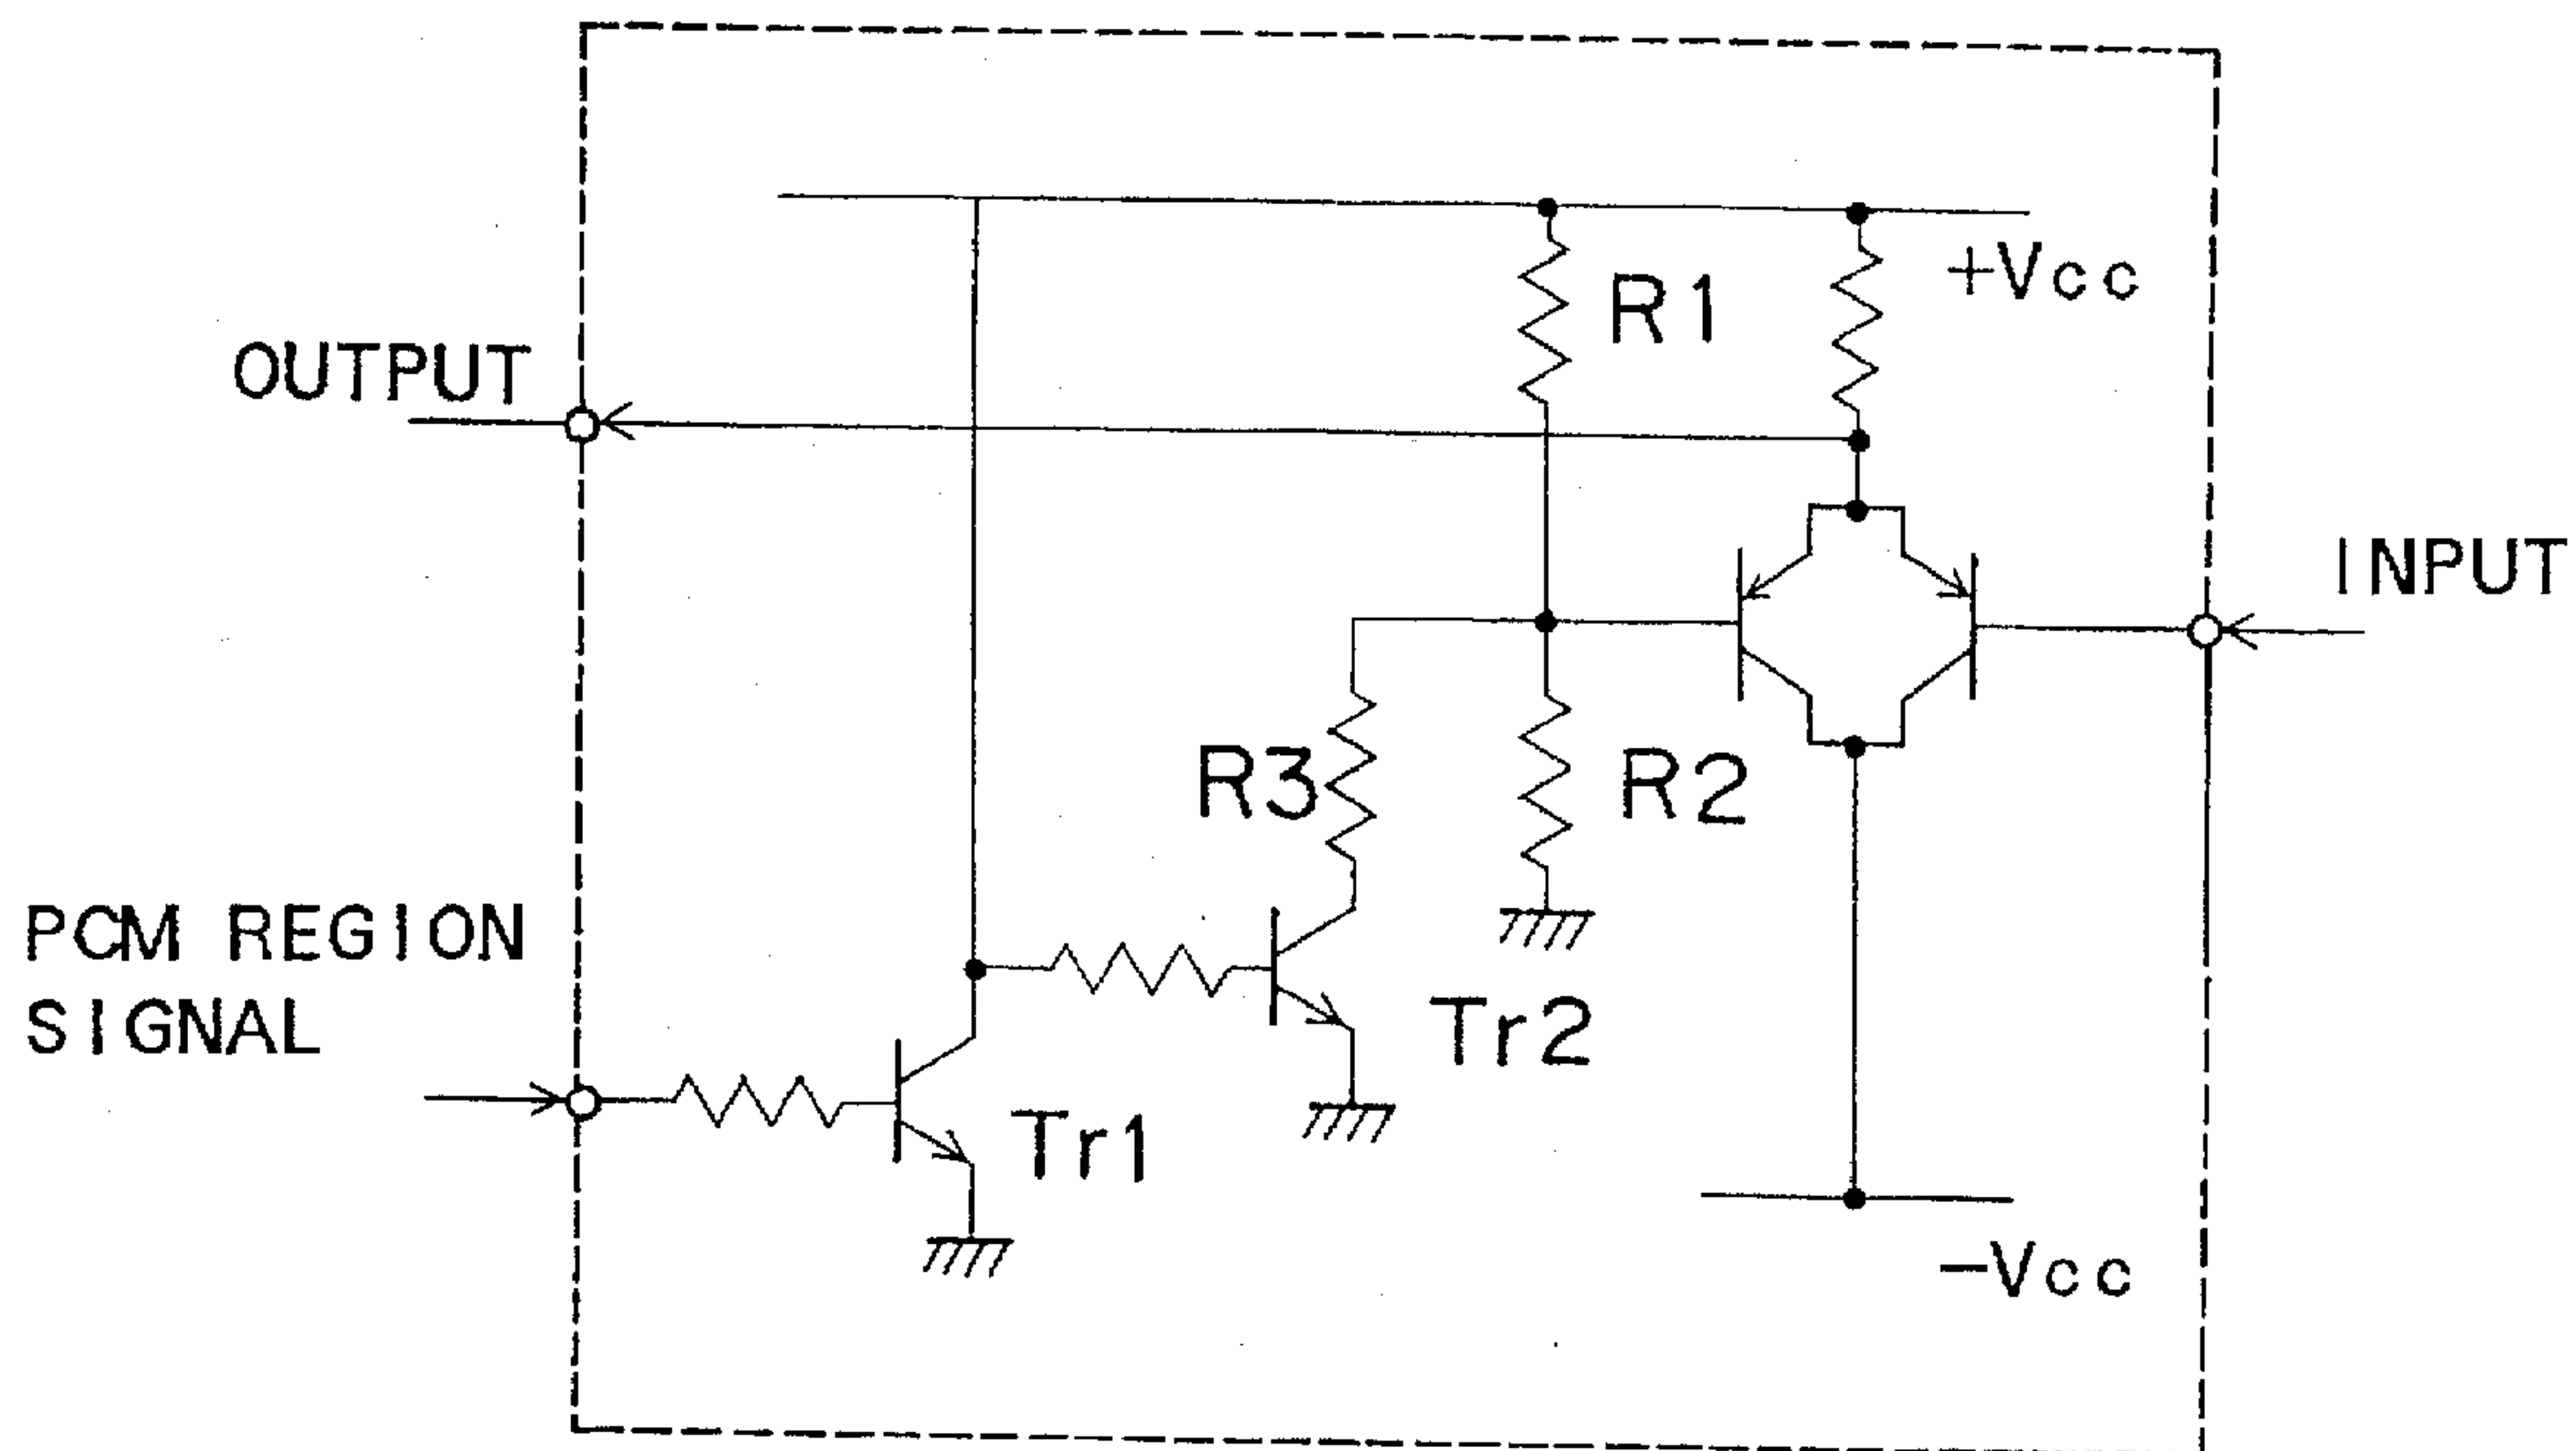 +Vcc
R1
OUTPUT
INPUT
R3
R2
PCM REGION
SIGNAL
Tr2
Tr1
-Vcc